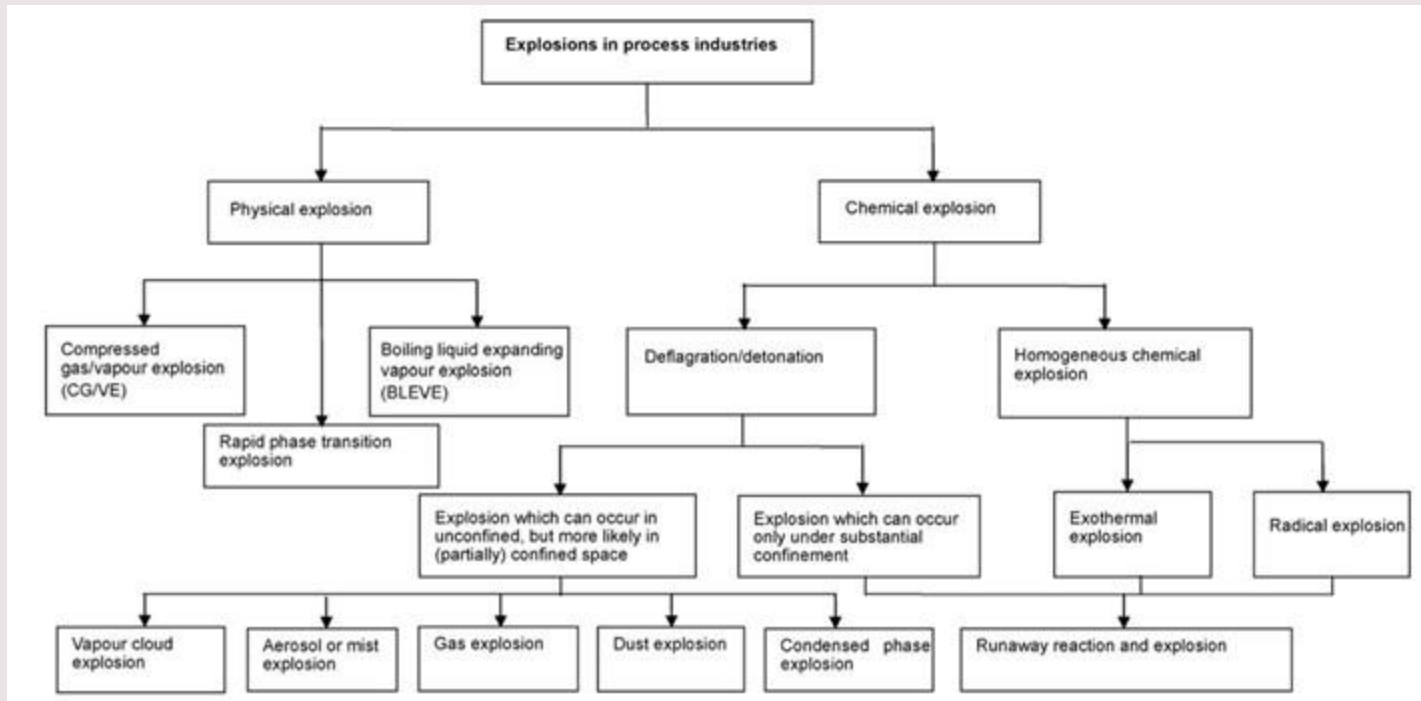 Explosions in process industries
Physical explosion
Chemical explosion
Compressed
gas/vapour explosion
(CG/VE)
Boiling liquid expanding
vapour explosion
(BLEVE)
Rapid phase transition
explosion
Deflagration/detonation
Homogeneous chemical
explosion
Explosion which can occur in
unconfined, but more likely in
(partially) confined space
Explosion which can occur
only under substantial
confinement
Exothermal
explosion
Radical explosion
Vapour cloud
explosion
Aerosol or mist
explosion
Gas explosion
Dust explosion
Condensed phase
explosion
Runaway reaction and explosion